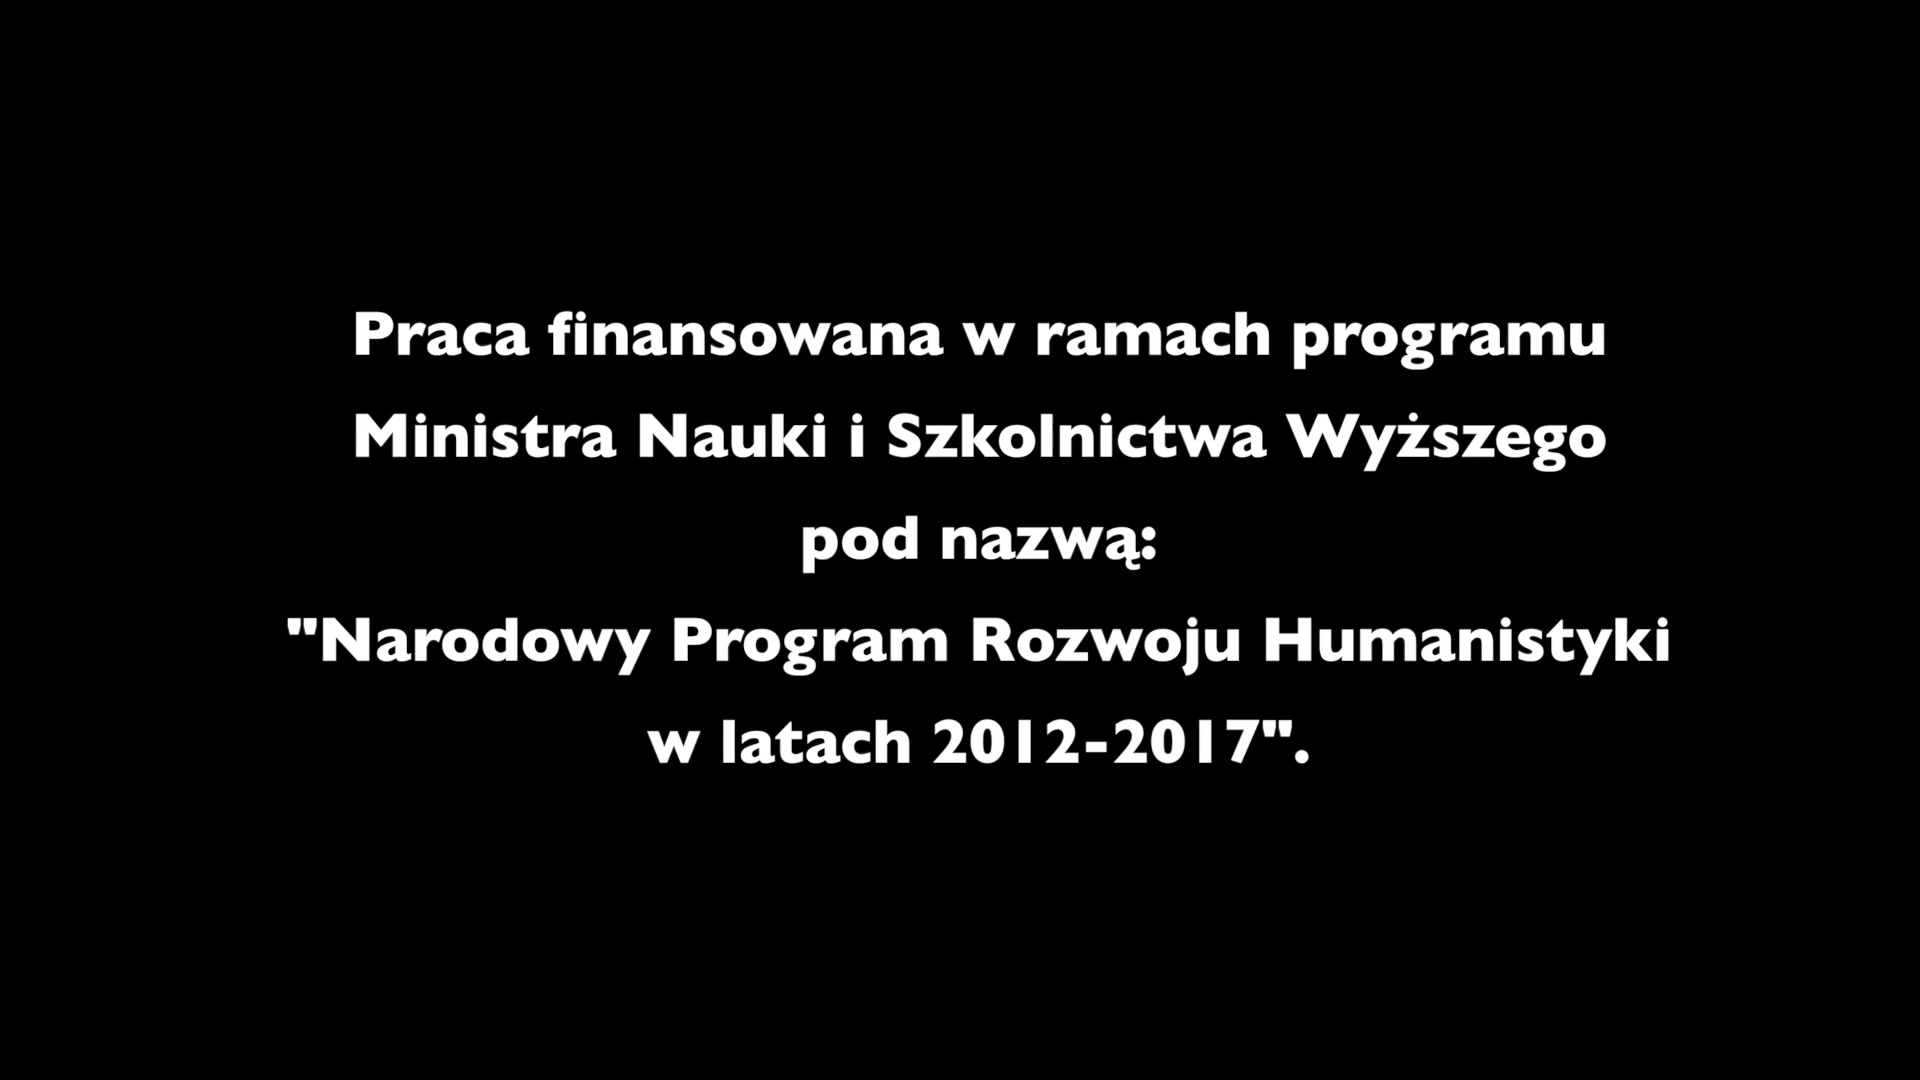 Praca finansowana w ramach programu
Ministra Nauki i Szkolnictwa Wyższego
pod nazwą:
"Narodowy Program Rozwoju Humanistyki
w latach 2012-2017".